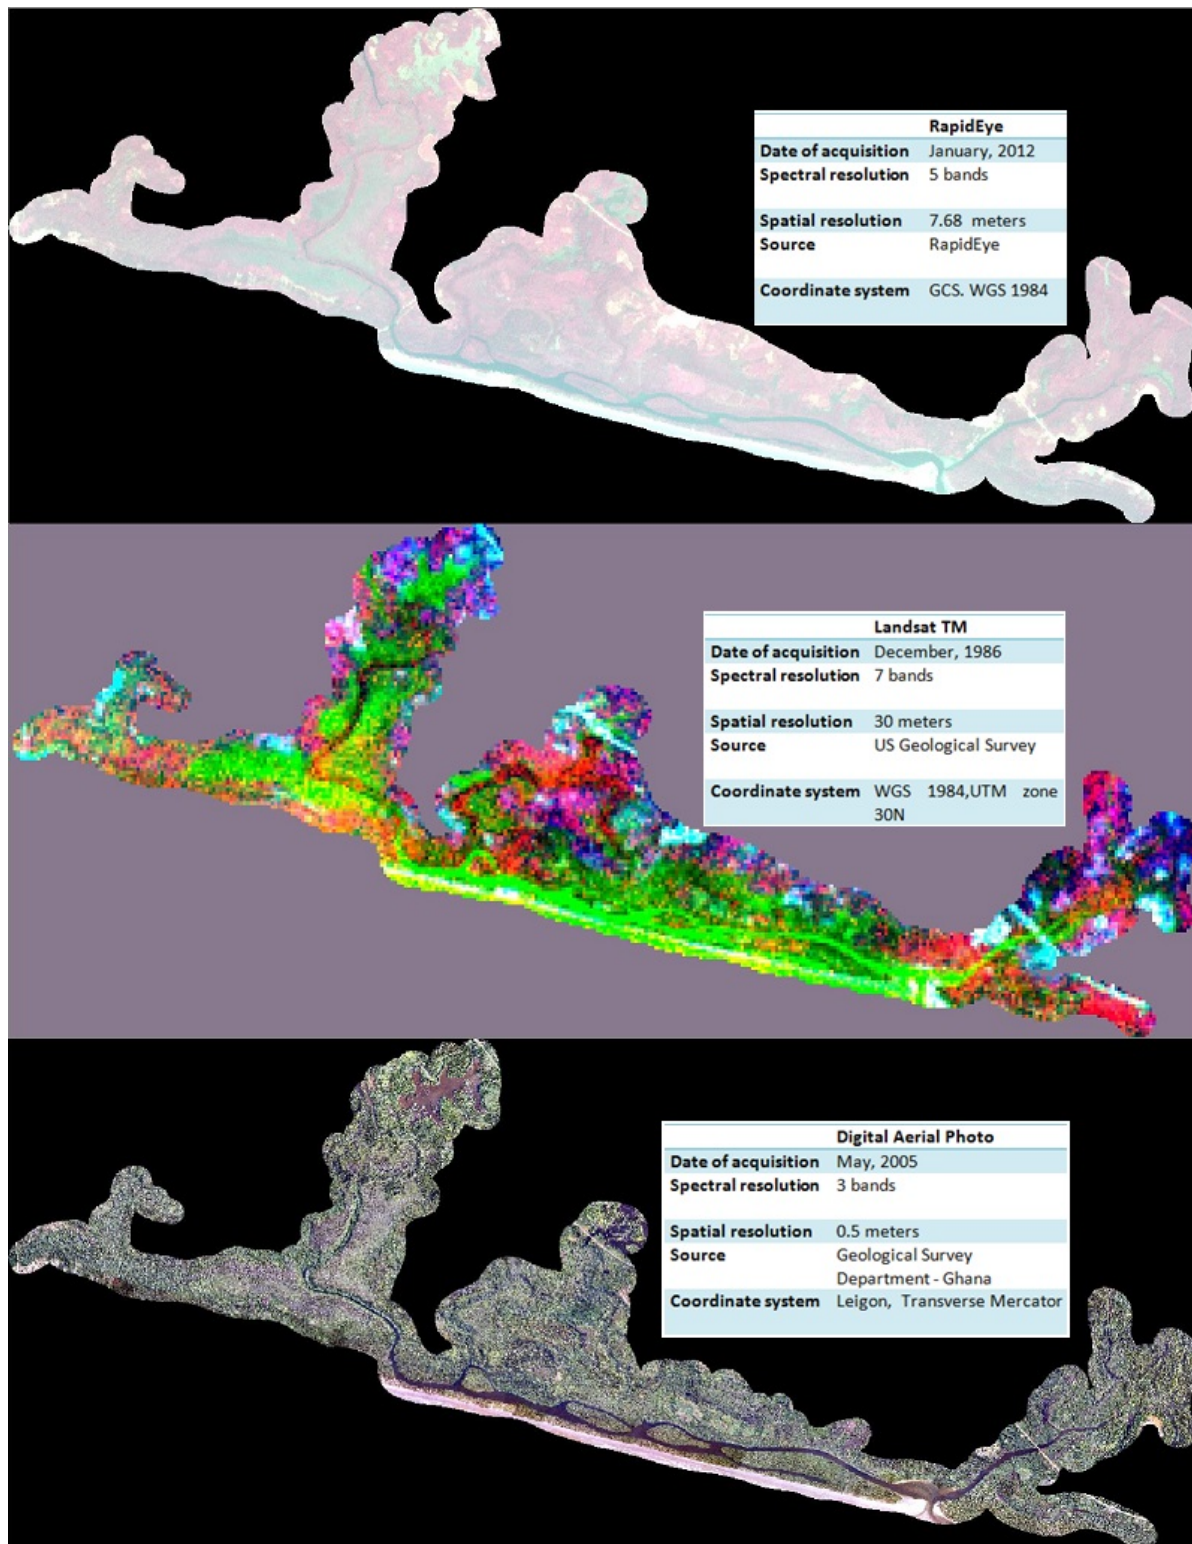 RapidEye
Date of acquisition January, 2012
Spectral resolution 5 bands
Spatial resolution 7.68 meters
Source RapidEye
Coordinate system GCS. WGS 1984
Landsat TM
Date of acquisition December, 1986
Spectral resolution 7 bands
Spatial resolution 30 meters
Source US Geological Survey
Coordinate system WGS 1984,UTM zone
30N
Digital Aerial Photo
Date of acquisition May, 2005
Spectral resolution 3 bands
Spatial resolution 0.5 meters
Source Geological Survey
Department - Ghana
Coordinate system Leigon, Transverse Mercator